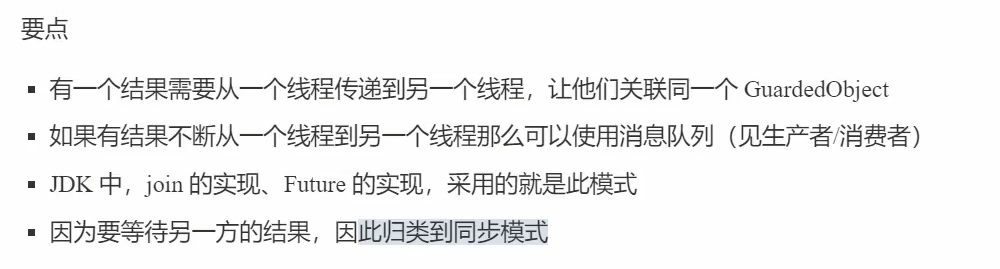 要点
▪ 有一个结果需要从一个线程传递到另一个线程，让他们关联同一个 GuardedObject
▪ 如果有结果不断从一个线程到另一个线程那么可以使用消息队列（见生产者/消费者）
▪ JDK 中，join 的实现、Future 的实现，采用的就是此模式
▪ 因为要等待另一方的结果，因此归类到同步模式